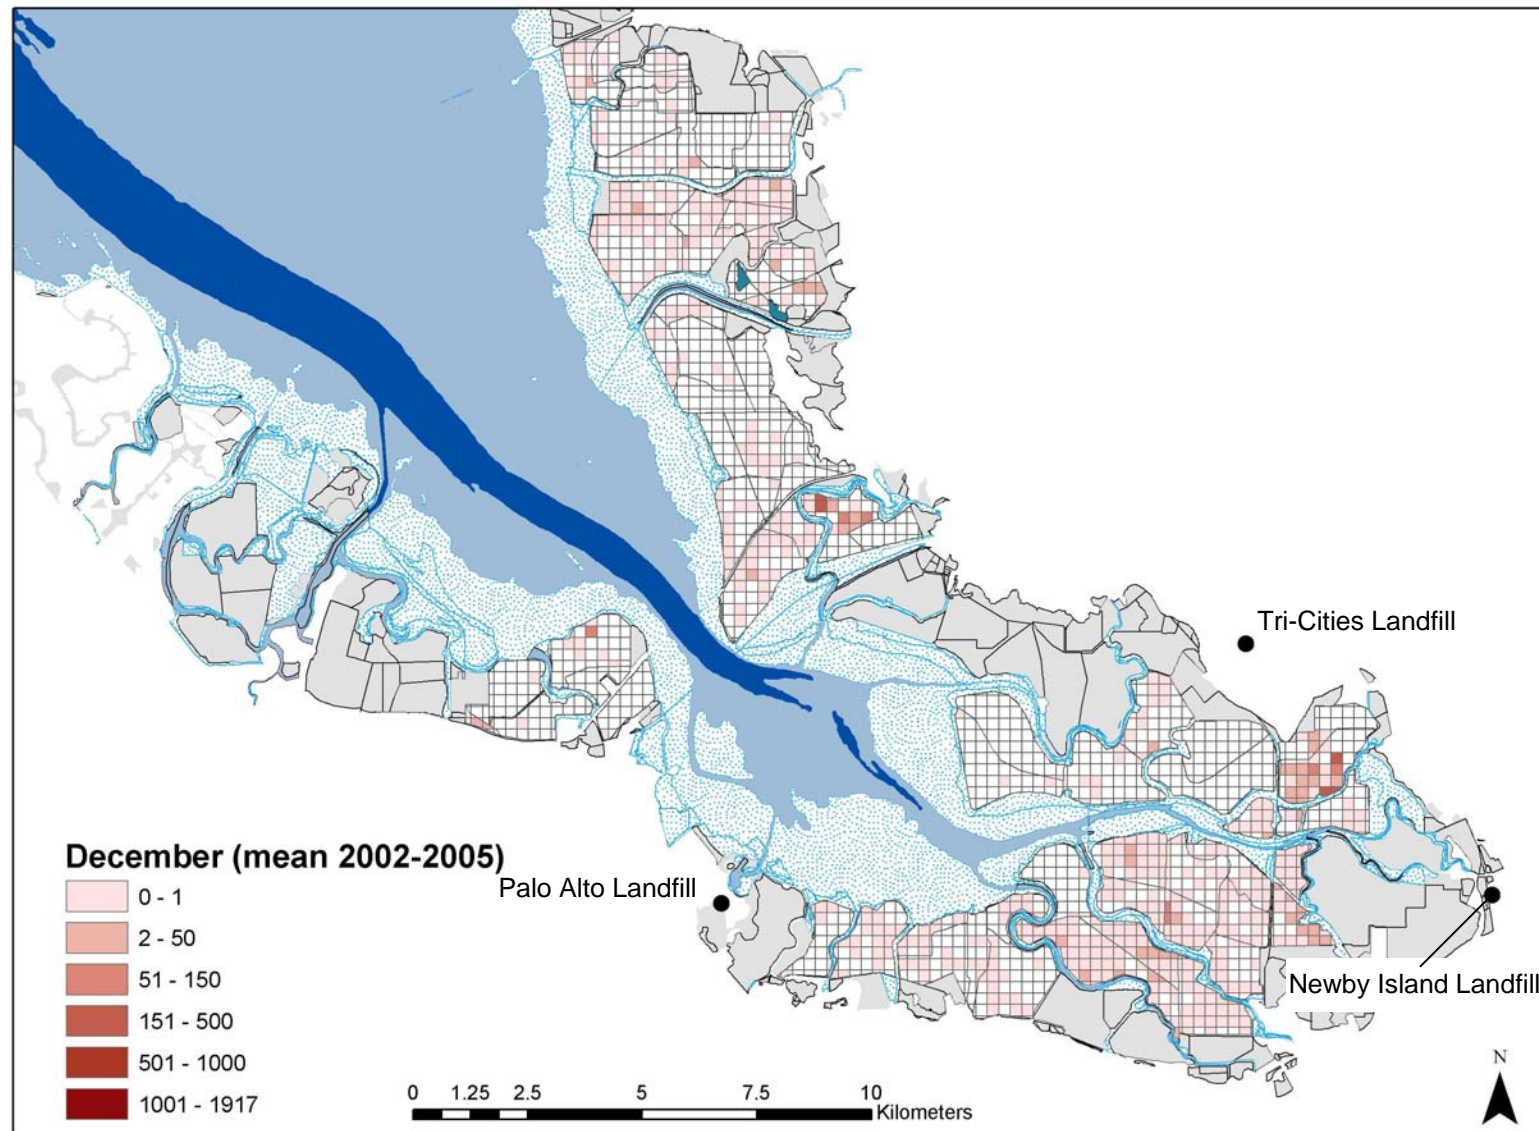 Tri-Cities Landfill
December (mean 2002-2005)
Palo Alto Landfill
0 - 1
2 - 50
51 - 150
151 - 500
501 - 1000
1001 - 1917
Newby Island Landfill
0 1.25 2.5 5 7.5 10
Kilometers
N